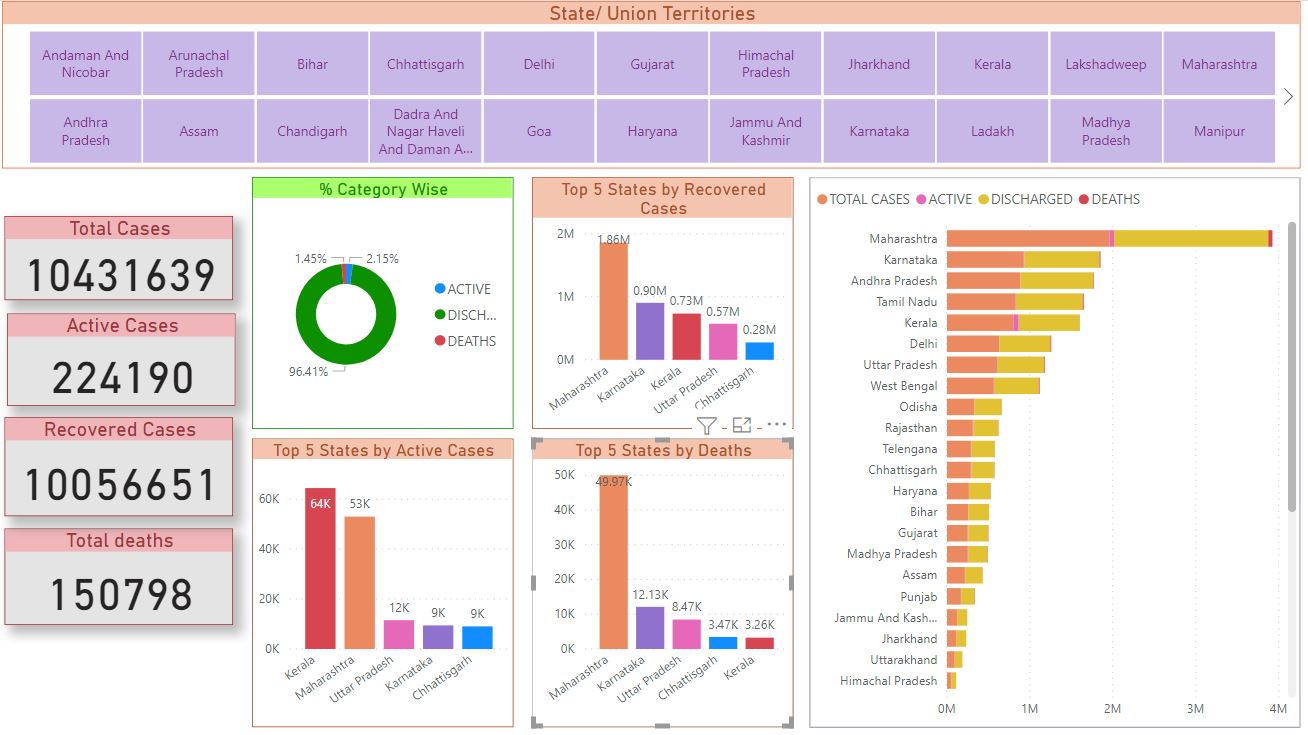 State/ Union Territories
Andaman And
Nicobar
Arunachal
Pradesh
Bihar
Chhattisgarh
Delhi
Gujarat
Himachal
Pradesh
Jharkhand
Kerala
Lakshadweep
Maharashtra
Andhra
Pradesh
Assam
Chandigarh
Dadra And
Nagar Haveli
And Daman A...
Goa
Haryana
Jammu And
Kashmir
Karnataka
Ladakh
Madhya
Pradesh
Manipur
Total Cases
10431639
Active Cases
224190
Recovered Cases
10056651
Total deaths
150798
% Category Wise
1.45%
2.15%
96.41%
ACTIVE
DISCH...
DEATHS
Top 5 States by Recovered
Cases
2M
1M
0M
1.86M
0.90M
0.73M
0.57M
0.28M
Maharashtra
Karnataka
Kerala
Uttar Pradesh
Chhattisgarh
Top 5 States by Active Cases
60K
40K
20K
0K
64K
53K
12K
9K
9K
Kerala
Maharashtra
Uttar Pradesh
Karnataka
Chhattisgarh
Top 5 States by Deaths
50K
40K
30K
20K
10K
0K
49.97K
12.13K
8.47K
3.47K
3.26K
Maharashtra
Karnataka
Uttar Pradesh
Chhattisgarh
Kerala
TOTAL CASES ACTIVE DISCHARGED DEATHS
Maharashtra
Karnataka
Andhra Pradesh
Tamil Nadu
Kerala
Delhi
Uttar Pradesh
West Bengal
Odisha
Rajasthan
Telengana
Chhattisgarh
Haryana
Bihar
Gujarat
Madhya Pradesh
Assam
Punjab
Jammu And Kash...
Jharkhand
Uttarakhand
Himachal Pradesh
0M 1M 2M 3M 4M